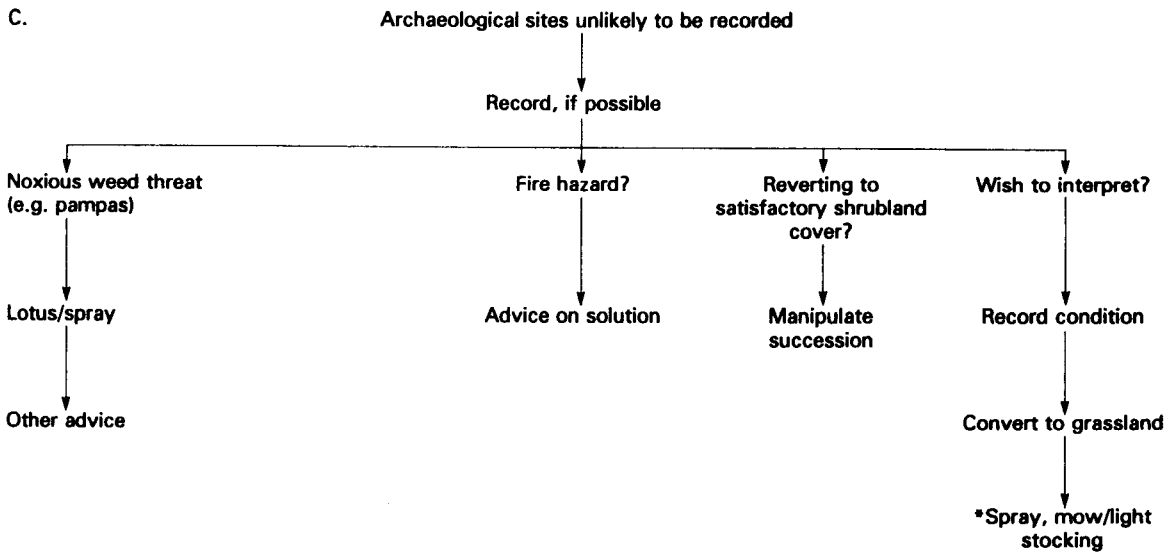 C.
Archaeological sites unlikely to be recorded
Record, if possible
Noxious weed threat
(e.g. pampas)
Fire hazard?
Reverting to
satisfactory shrubland
cover?
Wish to interpret?
Lotus/spray
Advice on solution
Manipulate
succession
Record condition
Other advice
Convert to grassland
*Spray, mow/light
stocking